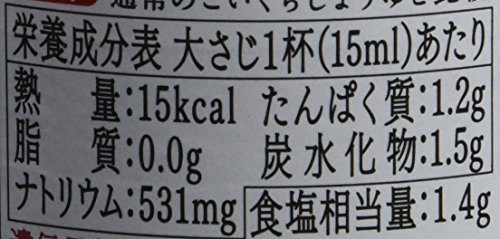 栄養成分表 大さじ1杯(15ml)あたり
熱量:15kcal たんぱく質:1.2g
脂質:0.0g 炭水化物:1.5g
ナトリウム:531mg 食塩相当量:1.4g